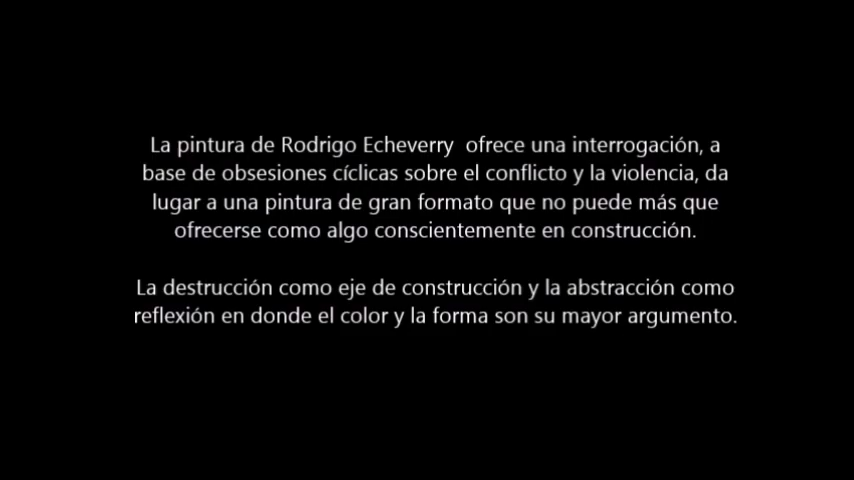 La pintura de Rodrigo Echeverry  ofrece una interrogación, a
base de obsesiones cíclicas sobre el conflicto y la violencia, da
lugar a una pintura de gran formato que no puede más que
ofrecerse como algo conscientemente en construcción.
La destrucción como eje de construcción y la abstracción como
reflexión en donde el color y la forma son su mayor argumento.